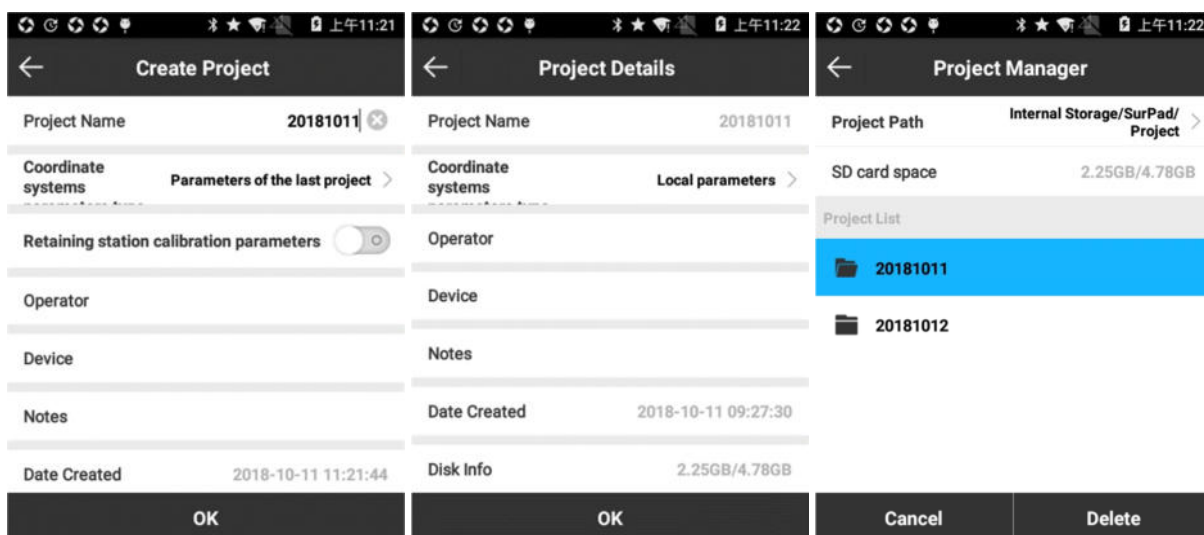 上午11:21
Create Project
Project Name
20181011
Coordinate
systems
Parameters of the last project
Retaining station calibration parameters
Operator
Device
Notes
Date Created
2018-10-11 11:21:44
OK
上午11:22
Project Details
Project Name
20181011
Coordinate
systems
Local parameters
Operator
Device
Notes
Date Created
2018-10-11 09:27:30
Disk Info
2.25GB/4.78GB
OK
上午11:22
Project Manager
Project Path
Internal Storage/SurPad/
Project
SD card space
2.25GB/4.78GB
Project List
20181011
20181012
Cancel
Delete